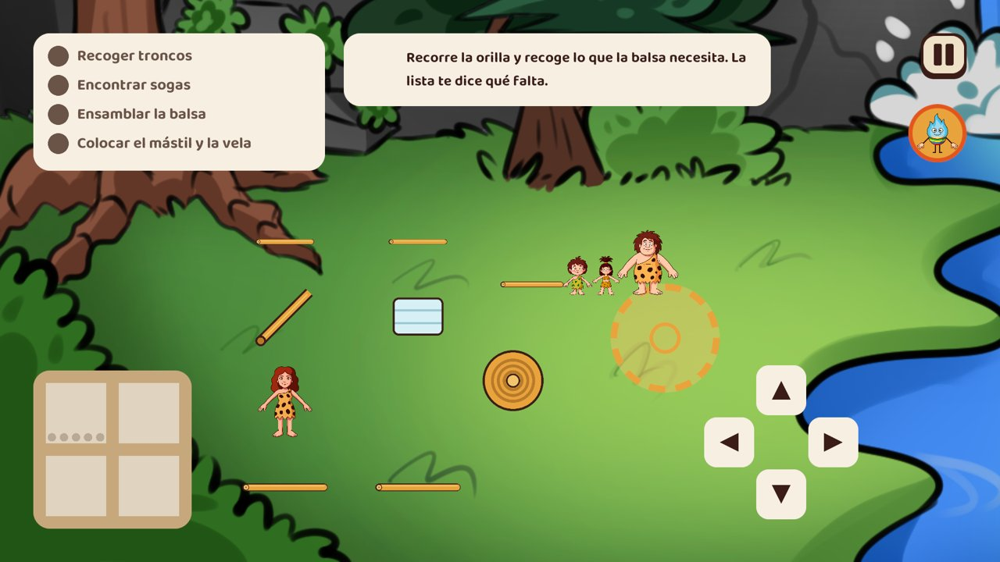 Recoger troncos
Encontrar sogas
Ensamblar la balsa
Colocar el mástil y la vela
Recorre la orilla y recoge lo que la balsa necesita. La
lista te dice qué falta.